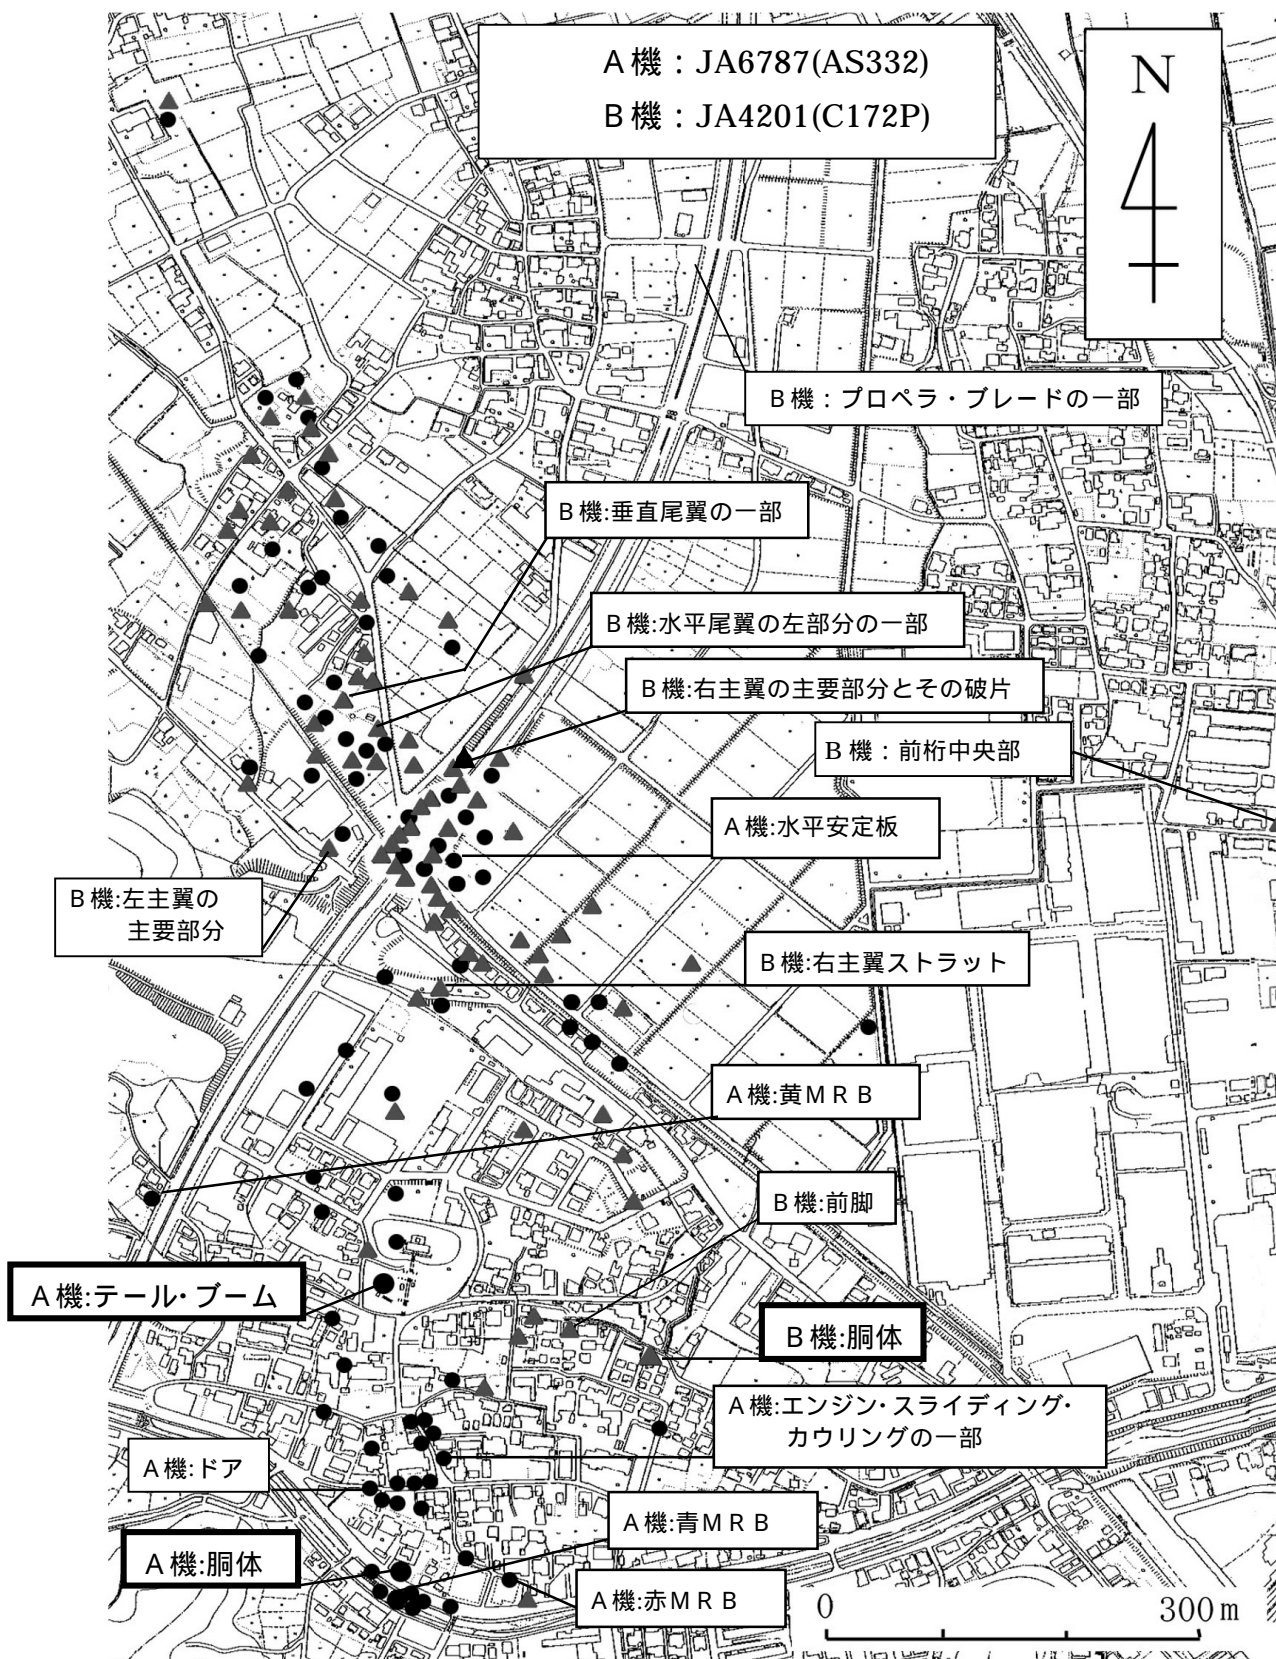 A機：JA6787(AS332)
B機：JA4201(C172P)
N
B機：プロペラ・ブレードの一部
B機:垂直尾翼の一部
B機:水平尾翼の左部分の一部
B機:右主翼の主要部分とその破片
B機：前桁中央部
A機:水平安定板
B機:左主翼の
主要部分
B機:右主翼ストラット
A機:黄MRB
B機:前脚
A機:テール・ブーム
B機:胴体
A機:エンジン・スライディング・
カウリングの一部
A機:ドア
A機:青MRB
A機:胴体
A機:赤MRB
0 300m